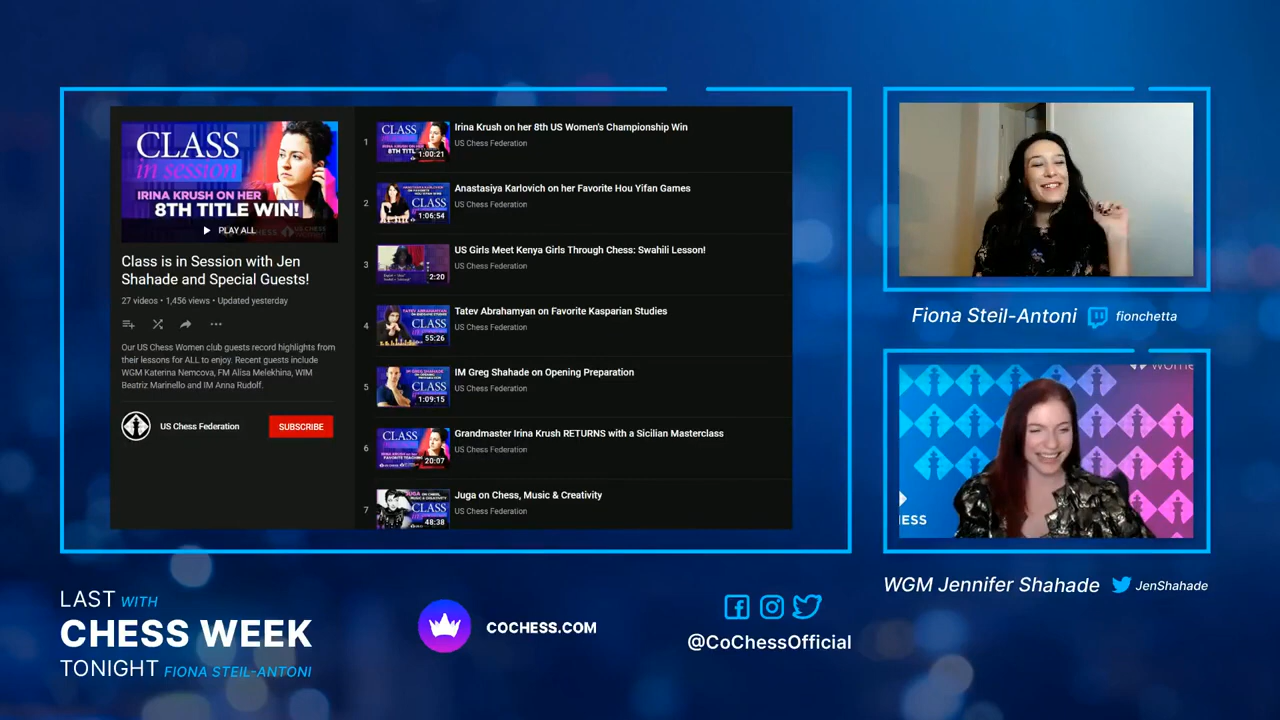 CLASS
in session
IRINA KRUSH ON HER
8TH TITLE WIN!
PLAY ALL
Class is in Session with Jen
Shahade and Special Guests!
27 videos • 1,456 views • Updated yesterday
Our US Chess Women club guests record highlights from
their lessons for ALL to enjoy. Recent guests include
WGM Katerina Nemcova, FM Alisa Melekhina, WIM
Beatriz Marinello and IM Anna Rudolf.
US Chess Federation
SUBSCRIBE
1
CLASS
1:00:21
Irina Krush on her 8th US Women's Championship Win
US Chess Federation
2
CLASS
1:06:54
Anastasiya Karlovich on her Favorite Hou Yifan Games
US Chess Federation
3
2:20
US Girls Meet Kenya Girls Through Chess: Swahili Lesson!
US Chess Federation
4
CLASS
55:26
Tatev Abrahamyan on Favorite Kasparian Studies
US Chess Federation
5
CLASS
1:09:15
IM Greg Shahade on Opening Preparation
US Chess Federation
6
CLASS
20:07
Grandmaster Irina Krush RETURNS with a Sicilian Masterclass
US Chess Federation
7
CLASS
48:38
Juga on Chess, Music & Creativity
US Chess Federation
Fiona Steil-Antoni fionchetta
ESS
WGM Jennifer Shahade JenShahade
LAST WITH
CHESS WEEK
TONIGHT FIONA STEIL-ANTONI
COCHESS.COM
@CoChessOfficial